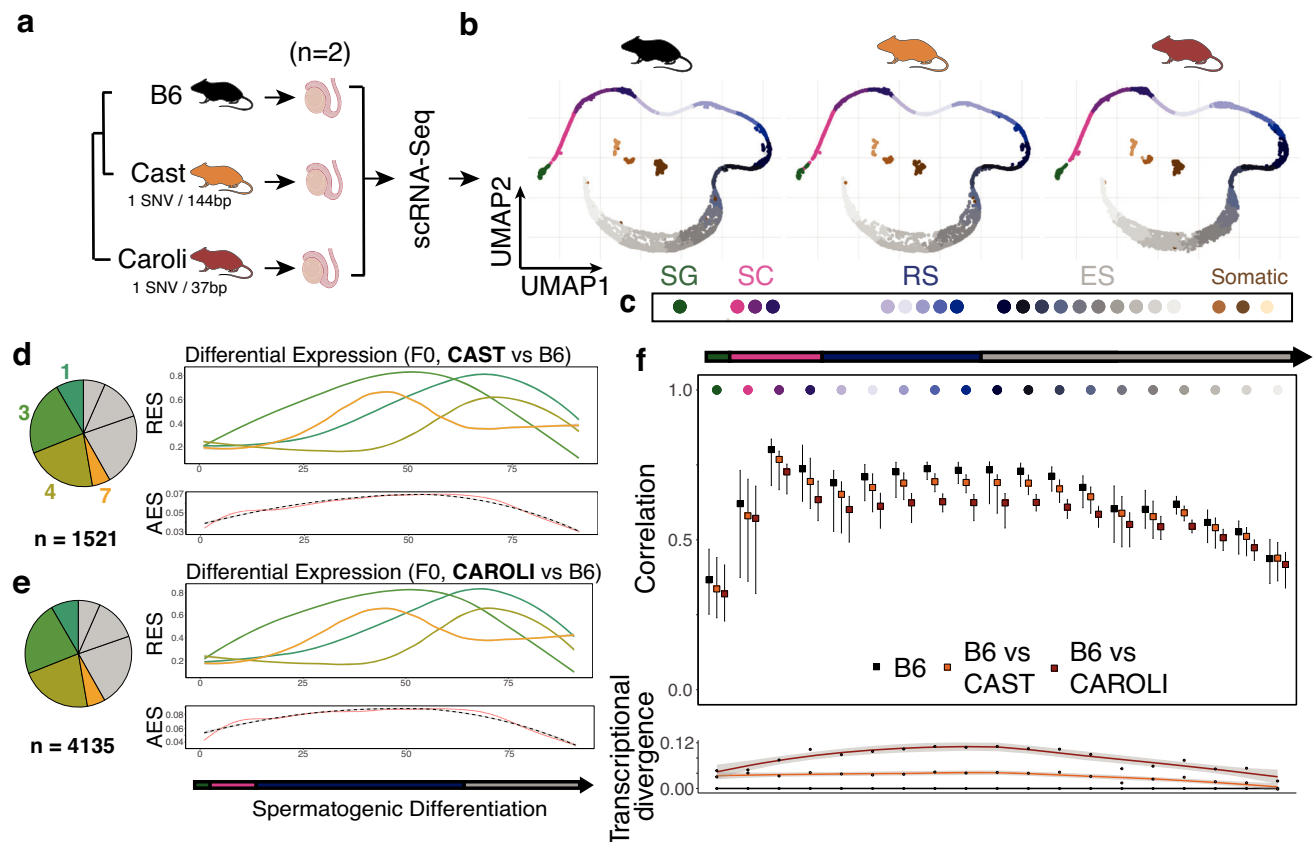 a
(n=2)
B6
Cast
1 SNV / 144bp
Caroli
1 SNV / 37bp
scRNA-Seq
b
UMAP2
UMAP1
c
SG SC RS ES Somatic
d
1
3
4
7
n = 1521
Differential Expression (F0, CAST vs B6)
RES
0.8
0.6
0.4
0.2
0 25 50 75
AES
0.07
0.05
0.03
0 25 50 75
e
n = 4135
Differential Expression (F0, CAROLI vs B6)
RES
0.8
0.6
0.4
0.2
0 25 50 75
AES
0.08
0.06
0.04
0 25 50 75
Spermatogenic Differentiation
f
Correlation
1.0
0.5
0.0
B6
B6 vs CAST
B6 vs CAROLI
Transcriptional
divergence
0.12
0.00